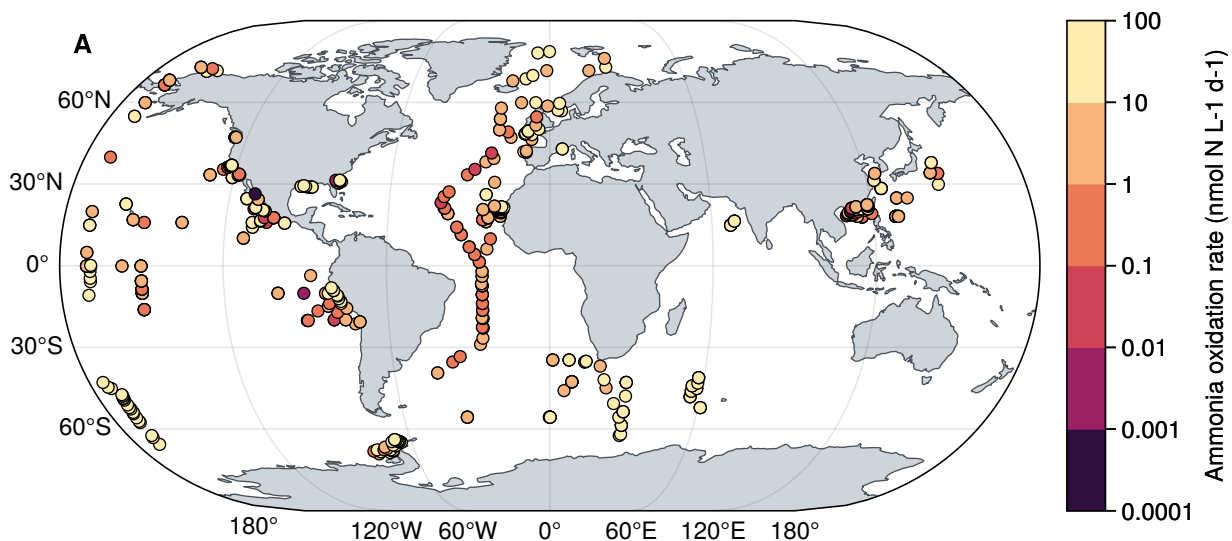 A
60°N
30°N
0°
30°S
60°S
180°
120°W
60°W
0°
60°E
120°E
180°
100
10
1
0.1
0.01
0.001
0.0001
Ammonia oxidation rate (nmol N L-1 d-1)